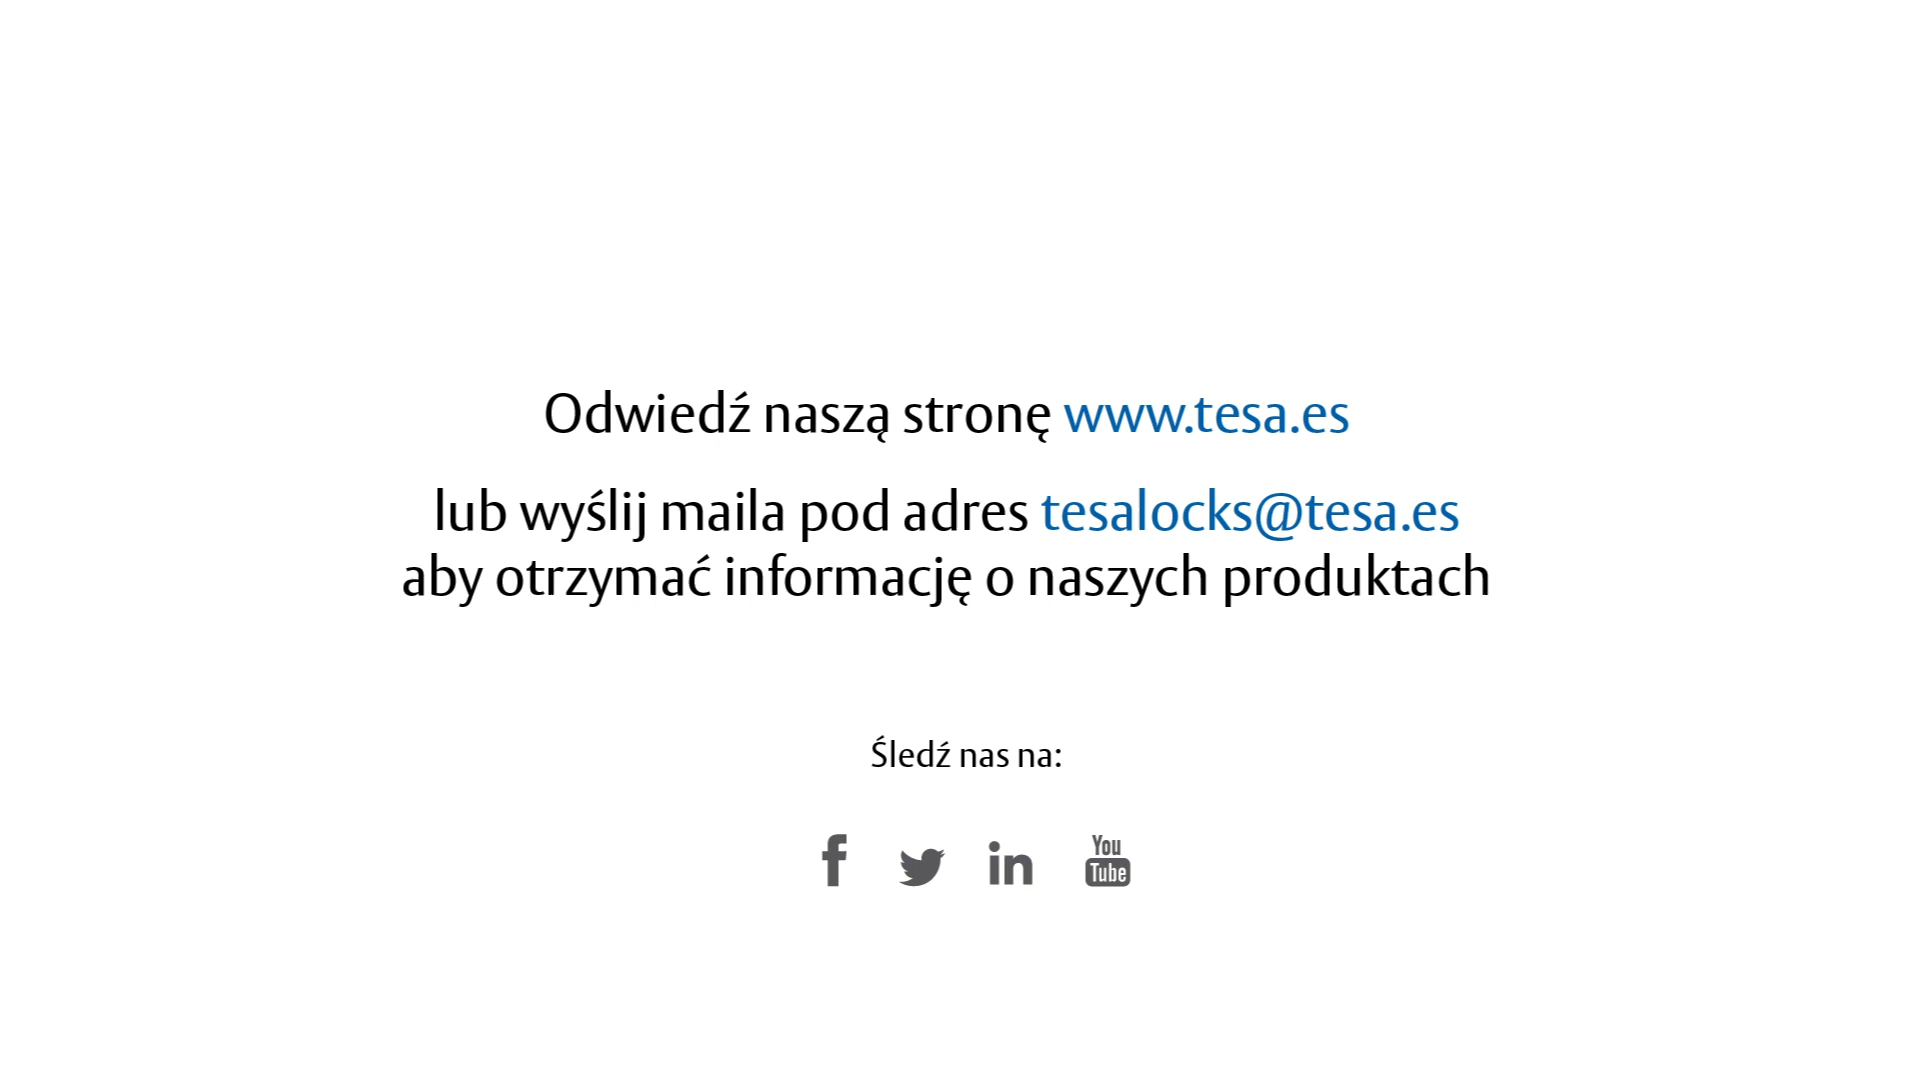 Odwiedź naszą stronę www.tesa.es
lub wyślij maila pod adres tesalocks@tesa.es
aby otrzymać informację o naszych produktach
Śledź nas na:
f in You
Tube